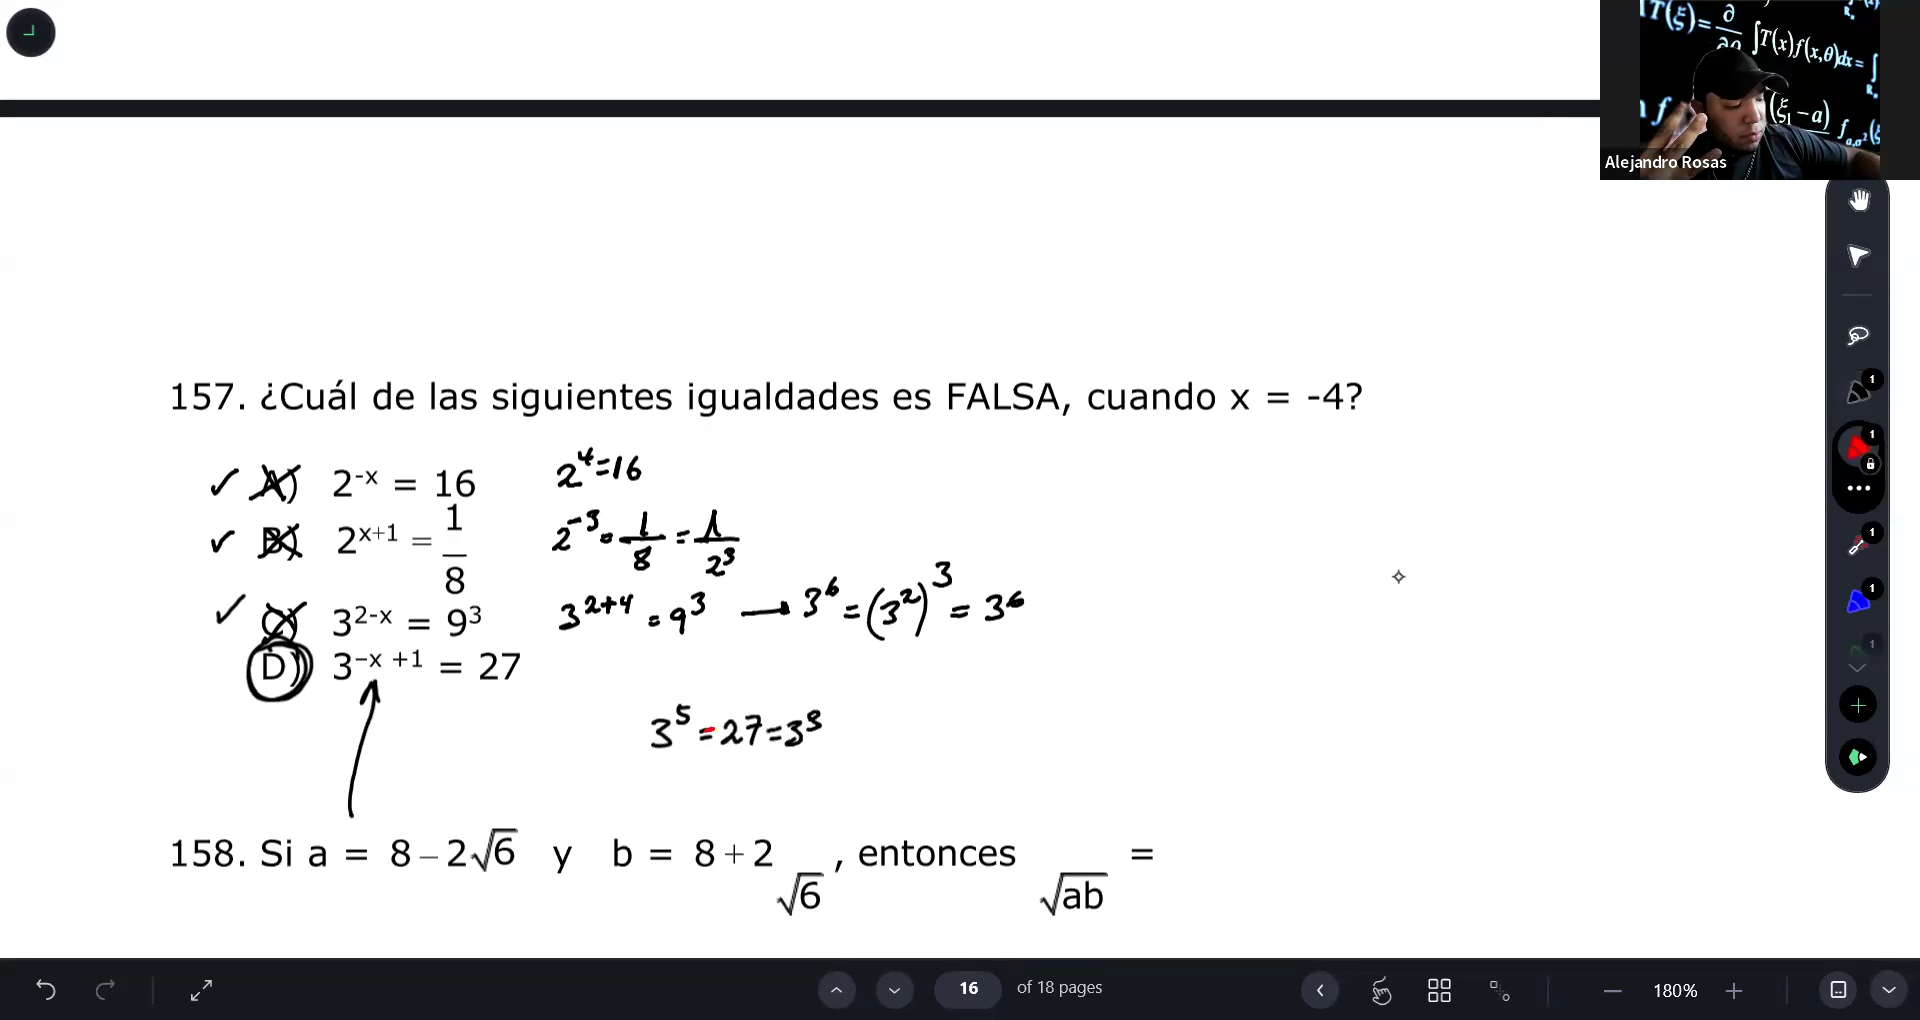 T(ξ)= ∂ ∫T(x)f(x,θ)dx = ∫
(ξ₁ – a)
Alejandro Rosas
157. ¿Cuál de las siguientes igualdades es FALSA, cuando x = -4?
✓ A) 2^-x = 16 2^4=16
✓ B) 2^x+1 = 1/8 2^-3 = 1/8 = 1/2^3
✓ C) 3^2-x = 9^3 3^2+4 = 9^3 → 3^6 = (3^2)^3 = 3^6
D) 3^-x +1 = 27
3^5 = 27 = 3^3
158. Si a = 8 – 2√6 y b = 8 + 2√6 , entonces √ab =
16 of 18 pages
180%